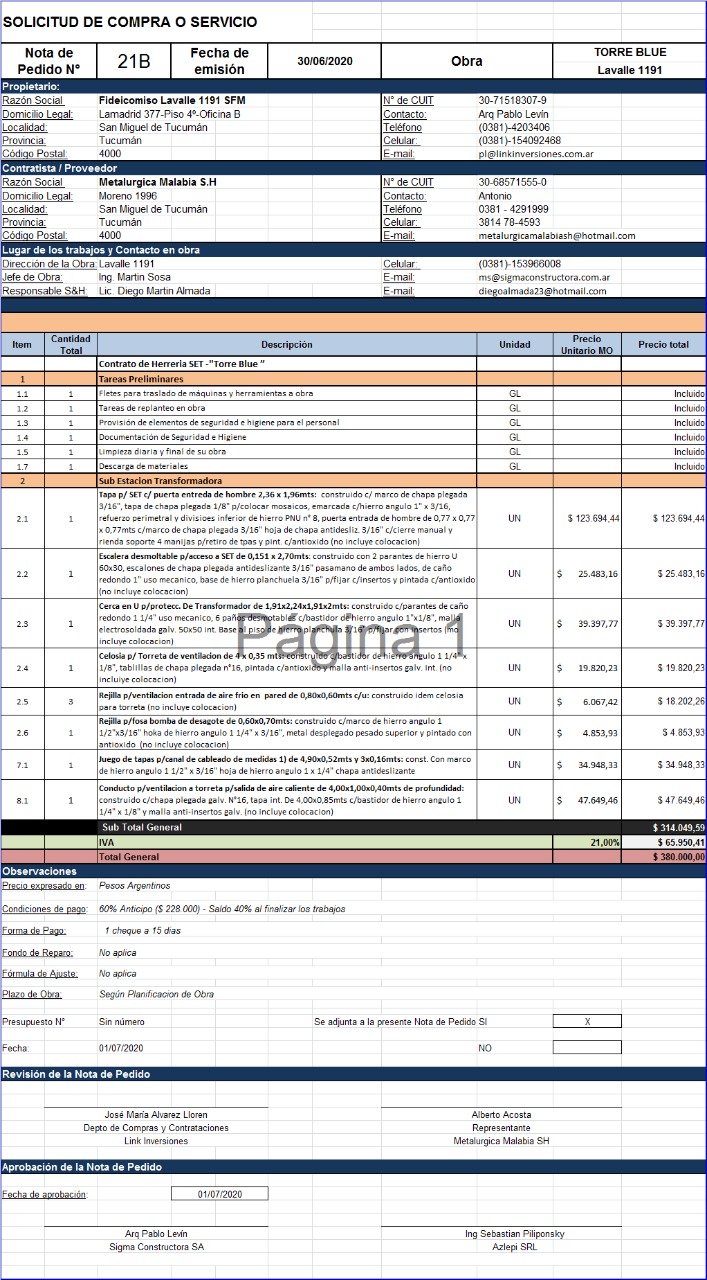 SOLICITUD DE COMPRA O SERVICIO
Nota de Pedido N° 21B Fecha de emisión 30/06/2020 Obra TORRE BLUE
Lavalle 1191
Propietario:
Razón Social Fideicomiso Lavalle 1191 SFM N° de CUIT 30-71518307-9
Domicilio Legal: Lamadrid 377-Piso 4º-Oficina B Contacto: Arq Pablo Levín
Localidad: San Miguel de Tucumán Teléfono (0381)-4203406
Provincia: Tucumán Celular: (0381)-154092468
Código Postal: 4000 E-mail: pl@linkinversiones.com.ar
Contratista / Proveedor
Razón Social Metalurgica Malabia S.H N° de CUIT 30-68571555-0
Domicilio Legal: Moreno 1996 Contacto: Antonio
Localidad: San Miguel de Tucumán Teléfono 0381 - 4291999
Provincia: Tucumán Celular: 3814 78-4593
Código Postal: 4000 E-mail: metalurgicamalabiash@hotmail.com
Lugar de los trabajos y Contacto en obra
Dirección de la Obra: Lavalle 1191 Celular: (0381)-153966008
Jefe de Obra: Ing. Martin Sosa E-mail: ms@sigmaconstructora.com.ar
Responsable S&H: Lic. Diego Martin Almada E-mail: diegoalmada23@hotmail.com
Item Cantidad Total Descripción Unidad Precio Unitario MO Precio total
Contrato de Herreria SET -"Torre Blue "
1 Tareas Preliminares
1.1 1 Fletes para traslado de máquinas y herramientas a obra GL Incluido
1.2 1 Tareas de replanteo en obra GL Incluido
1.3 1 Provisión de elementos de seguridad e higiene para el personal GL Incluido
1.4 1 Documentación de Seguridad e Higiene GL Incluido
1.5 1 Limpieza diaria y final de su obra GL Incluido
1.7 1 Descarga de materiales GL Incluido
2 Sub Estacion Transformadora
Tapa p/ SET c/ puerta entreda de hombre 2,36 x 1,96mts: construido c/ marco de chapa plegada
3/16", tapa de chapa plegada 1/8" p/colocar mosaicos, emarcada c/hierro angulo 1" x 3/16,
refuerzo perimetral y divisioes inferior de hierro PNU n° 8, puerta entrada de hombre de 0,77 x 0,77
2.1 1 x 0,77mts c/marco de chapa plegada 3/16" hoja de chapa antidesliz. 3/16" c/cierre manual y UN $ 123.694,44 $ 123.694,44
rienda soporte 4 manijas p/retiro de tpas y pint. c/antioxido (no incluye colocacion)
Escalera desmoltable p/acceso a SET de 0,151 x 2,70mts: construido con 2 parantes de hierro U
60x30, escalones de chapa plegada antideslizante 3/16" pasamano de ambos lados, de caño
2.2 1 redondo 1" uso mecanico, base de hierro planchuela 3/16" p/fijar c/insertos y pintada c/antioxido UN $ 25.483,16 $ 25.483,16
(no incluye colocacion)
Cerca en U p/protecc. De Transformador de 1,91x2,24x1,91x2mts: construido c/parantes de caño
redondo 1 1/4" uso mecanico, 6 paños desmotables c/bastidor de hierro angulo 1"x1/8", malla
2.3 1 electrosoldada galv. 50x50 int. Base al piso de hierro planchula 3/16" p/fijar con insertos (mo UN $ 39.397,77 $ 39.397,77
incluye colocacion)
Página 1
Celosia p/ Torreta de ventilacion de 4 x 0,35 mts: construido c/bastidor de hierro angulo 1 1/4" x
2.4 1 1/8", tablillas de chapa plegada n°16, pintada c/antioxido y malla anti-insertos galv. Int. (no UN $ 19.820,23 $ 19.820,23
incluiye colocacion)
2.5 3 Rejilla p/ventilacion entrada de aire frio en pared de 0,80x0,60mts c/u: construido idem celosia UN $ 6.067,42 $ 18.202,26
para torreta (no incluye colocacion)
Rejilla p/fosa bomba de desagote de 0,60x0,70mts: construido c/marco de hierro angulo 1
2.6 1 1/2"x3/16" hoka de hierro angulo 1 1/4" x 3/16", metal desplegado pesado superior y pintado con UN $ 4.853,93 $ 4.853,93
antioxido (no incluye colocacion)
7.1 1 Juego de tapas p/canal de cableado de medidas 1) de 4,90x0,52mts y 3x0,16mts: const. Con marco UN $ 34.948,33 $ 34.948,33
de hierro angulo 1 1/2" x 3/16" hoja de hierro angulo 1 x 1/4" chapa antideslizante
Conducto p/ventilacion a torreta p/salida de aire caliente de 4,00x1,00x0,40mts de profundidad:
8.1 1 construido c/chapa plegada galv. N°16, tapa int. De 4,00x0,85mts c/bastidor de hierro angulo 1 UN $ 47.649,46 $ 47.649,46
1/4" x 1/8" y malla anti-insertos galv. (no incluye colocacion)
Sub Total General $ 314.049,59
IVA 21,00% $ 65.950,41
Total General $ 380.000,00
Observaciones
Precio expresado en: Pesos Argentinos
Condiciones de pago: 60% Anticipo ($ 228.000) - Saldo 40% al finalizar los trabajos
Forma de Pago: 1 cheque a 15 dias
Fondo de Reparo: No aplica
Fórmula de Ajuste: No aplica
Plazo de Obra: Según Planificacion de Obra
Presupuesto N° Sin número Se adjunta a la presente Nota de Pedido SI X
Fecha: 01/07/2020 NO
Revisión de la Nota de Pedido
José María Alvarez Lloren Alberto Acosta
Depto de Compras y Contrataciones Representante
Link Inversiones Metalurgica Malabia SH
Aprobación de la Nota de Pedido
Fecha de aprobación: 01/07/2020
Arq Pablo Levín Ing Sebastian Piliponsky
Sigma Constructora SA Azlepi SRL